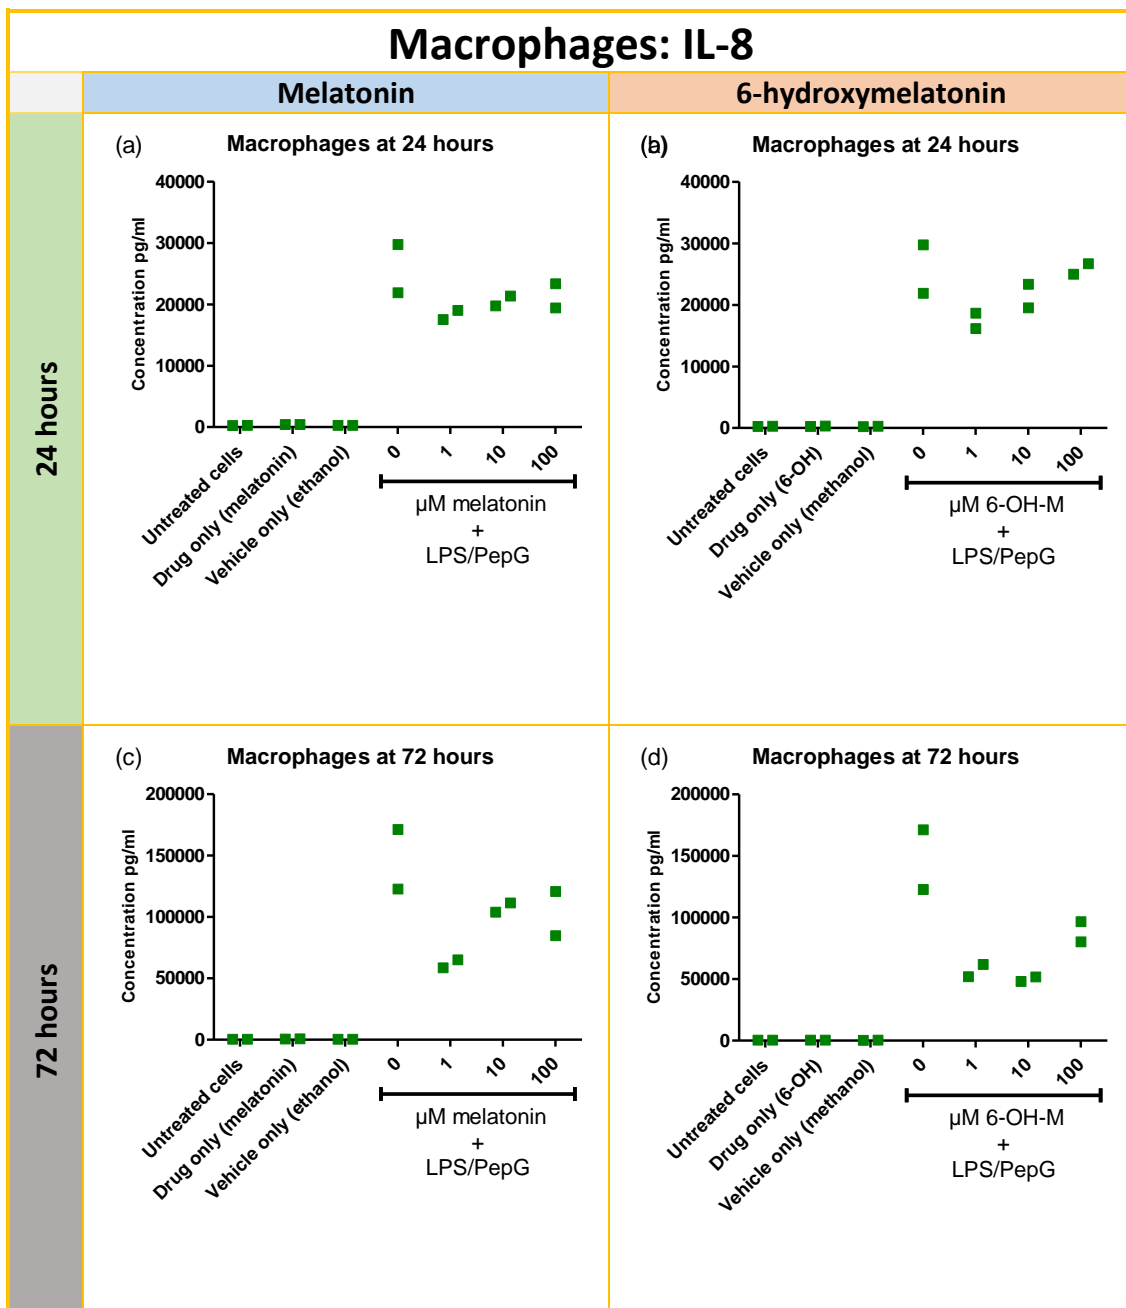 Macrophages: IL-8
Melatonin
6-hydroxymelatonin
24 hours
(a)
Macrophages at 24 hours
Concentration pg/ml
40000
30000
20000
10000
0
Untreated cells
Drug only (melatonin)
Vehicle only (ethanol)
0
1
10
100
µM melatonin
+
LPS/PepG
(b)
Macrophages at 24 hours
Concentration pg/ml
40000
30000
20000
10000
0
Untreated cells
Drug only (6-OH)
Vehicle only (methanol)
0
1
10
100
µM 6-OH-M
+
LPS/PepG
72 hours
(c)
Macrophages at 72 hours
Concentration pg/ml
200000
150000
100000
50000
0
Untreated cells
Drug only (melatonin)
Vehicle only (ethanol)
0
1
10
100
µM melatonin
+
LPS/PepG
(d)
Macrophages at 72 hours
Concentration pg/ml
200000
150000
100000
50000
0
Untreated cells
Drug only (6-OH)
Vehicle only (methanol)
0
1
10
100
µM 6-OH-M
+
LPS/PepG